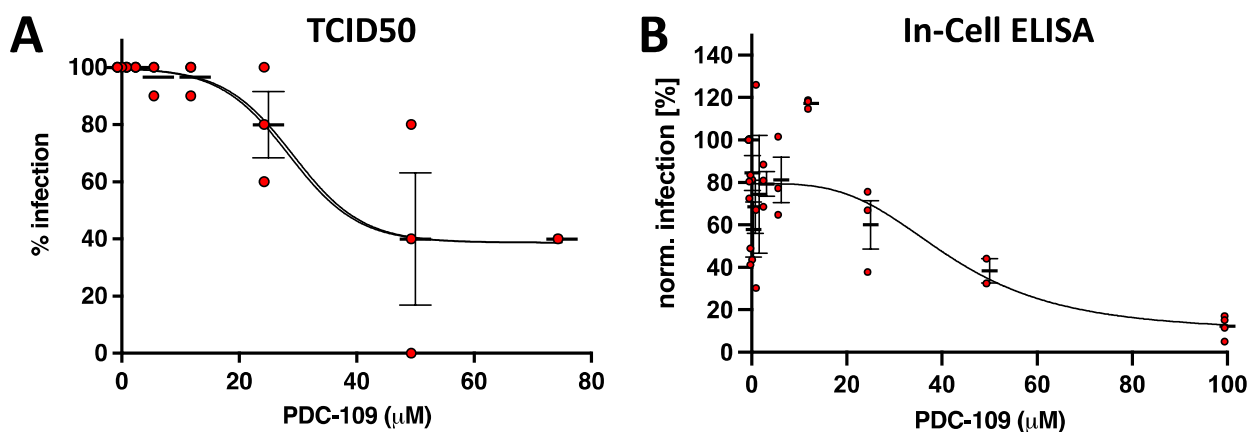 A
TCID50
% infection
100
80
60
40
20
0
0 20 40 60 80
PDC-109 (μM)
B
In-Cell ELISA
norm. infection [%]
140
120
100
80
60
40
20
0
0 20 40 60 80 100
PDC-109 (μM)